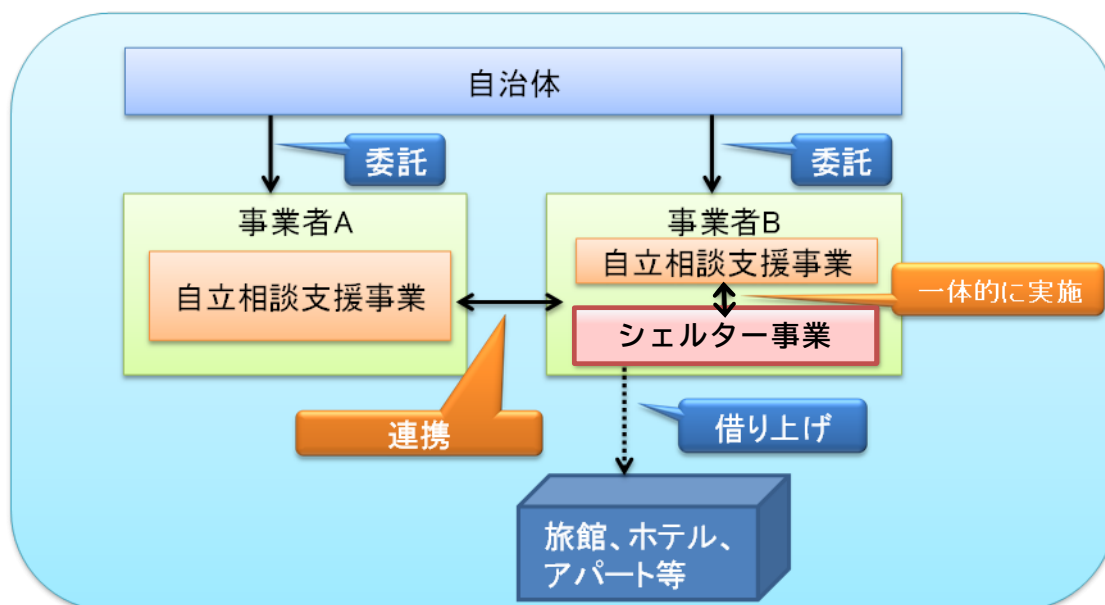 自治体
委託
委託
事業者A
自立相談支援事業
事業者B
自立相談支援事業
一体的に実施
シェルター事業
連携
借り上げ
旅館、ホテル、
アパート等